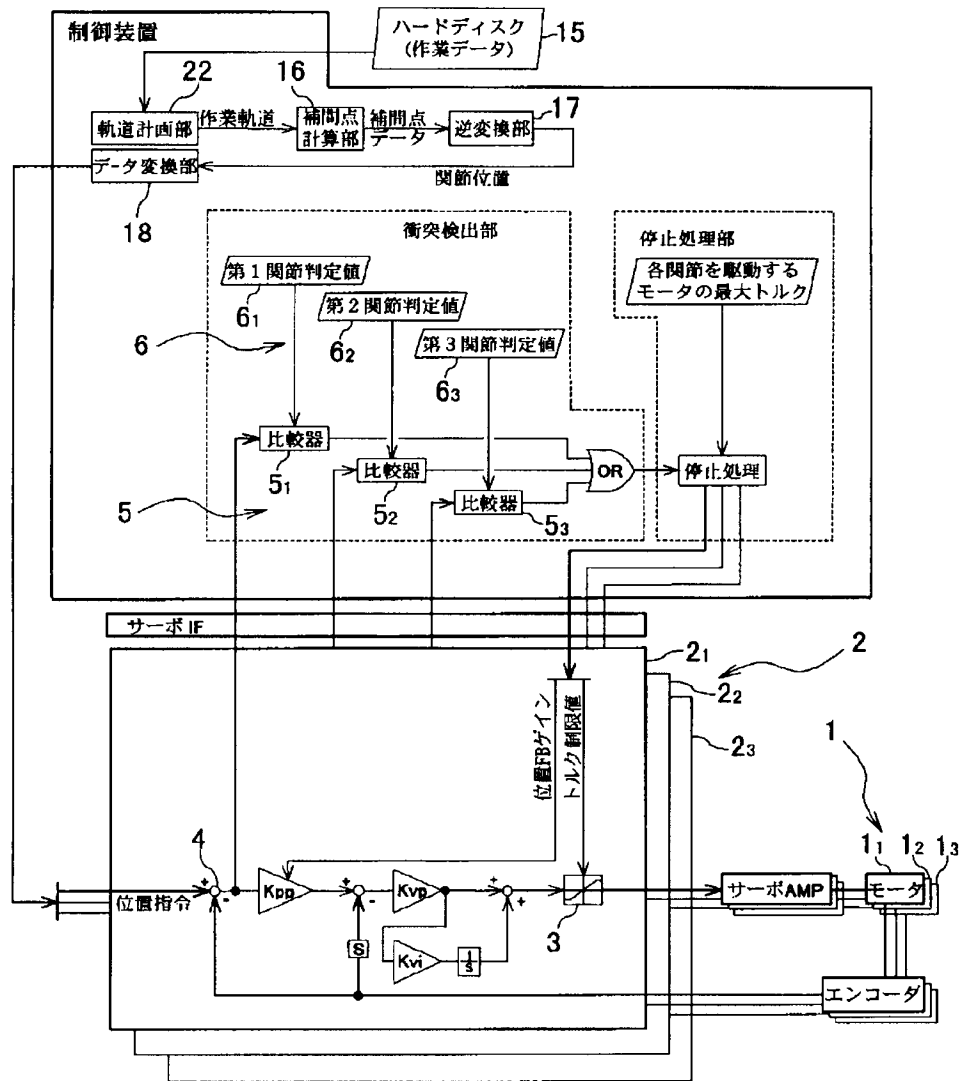 制御装置
ハードディスク
(作業データ)
15
22
軌道計画部
作業軌道
16
補間点
計算部
補間点
データ
17
逆変換部
データ変換部
18
関節位置
衝突検出部
停止処理部
第1関節判定値
6₁
第2関節判定値
6₂
第3関節判定値
6₃
6
各関節を駆動する
モータの最大トルク
比較器
5₁
比較器
5₂
比較器
5₃
5
OR
停止処理
サーボIF
2₁
2₂
2₃
2
位置FBゲイン
トルク制限値
1
1₁
1₂
1₃
位置指令
+
-
4
Kpp
+
-
Kvp
+
+
3
S
Kvi
1/s
サーボAMP
モータ
エンコーダ